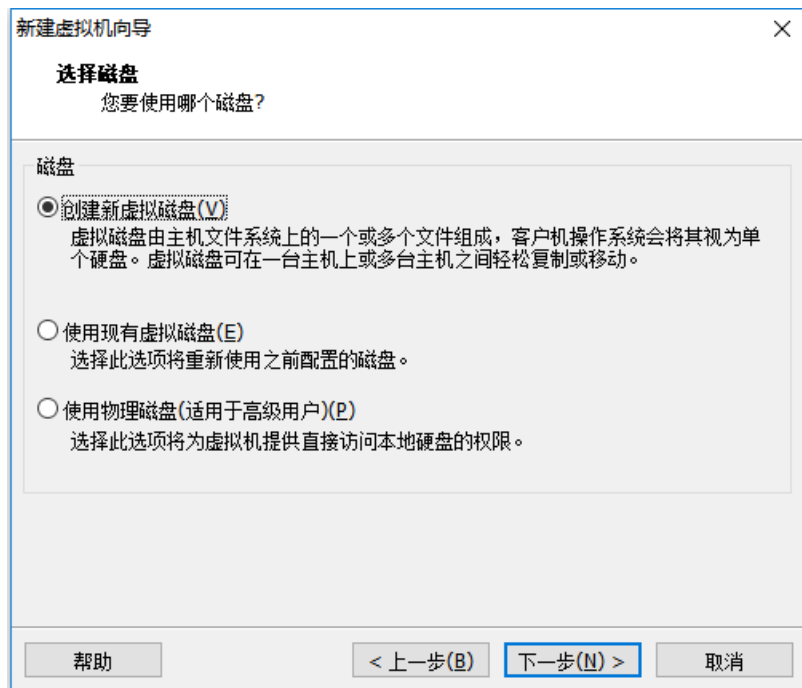 新建虚拟机向导
选择磁盘
您要使用哪个磁盘?
磁盘
创建新虚拟磁盘(V)
虚拟磁盘由主机文件系统上的一个或多个文件组成，客户机操作系统会将其视为单
个硬盘。虚拟磁盘可在一台主机上或多台主机之间轻松复制或移动。
使用现有虚拟磁盘(E)
选择此选项将重新使用之前配置的磁盘。
使用物理磁盘(适用于高级用户)(P)
选择此选项将为虚拟机提供直接访问本地硬盘的权限。
帮助 < 上一步(B) 下一步(N) > 取消